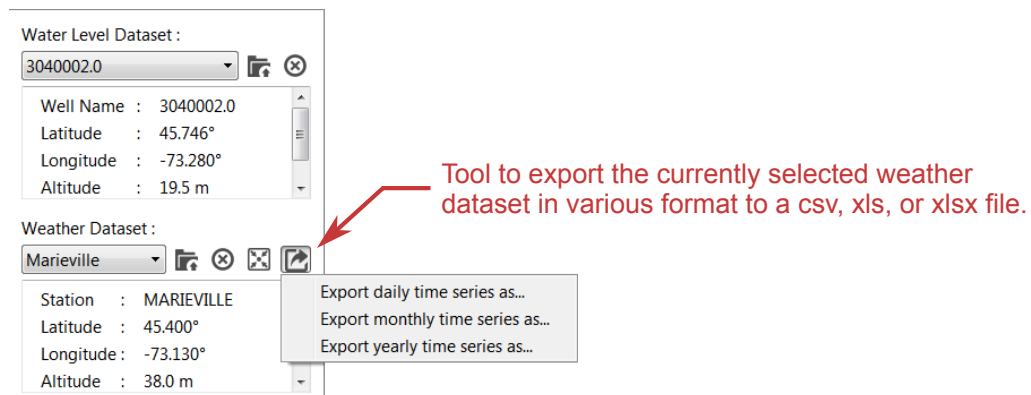 Water Level Dataset :
3040002.0
Well Name : 3040002.0
Latitude : 45.746°
Longitude : -73.280°
Altitude : 19.5 m
Tool to export the currently selected weather
dataset in various format to a csv, xls, or xlsx file.
Weather Dataset :
Marieville
Station : MARIEVILLE
Latitude : 45.400°
Longitude : -73.130°
Altitude : 38.0 m
Export daily time series as...
Export monthly time series as...
Export yearly time series as...